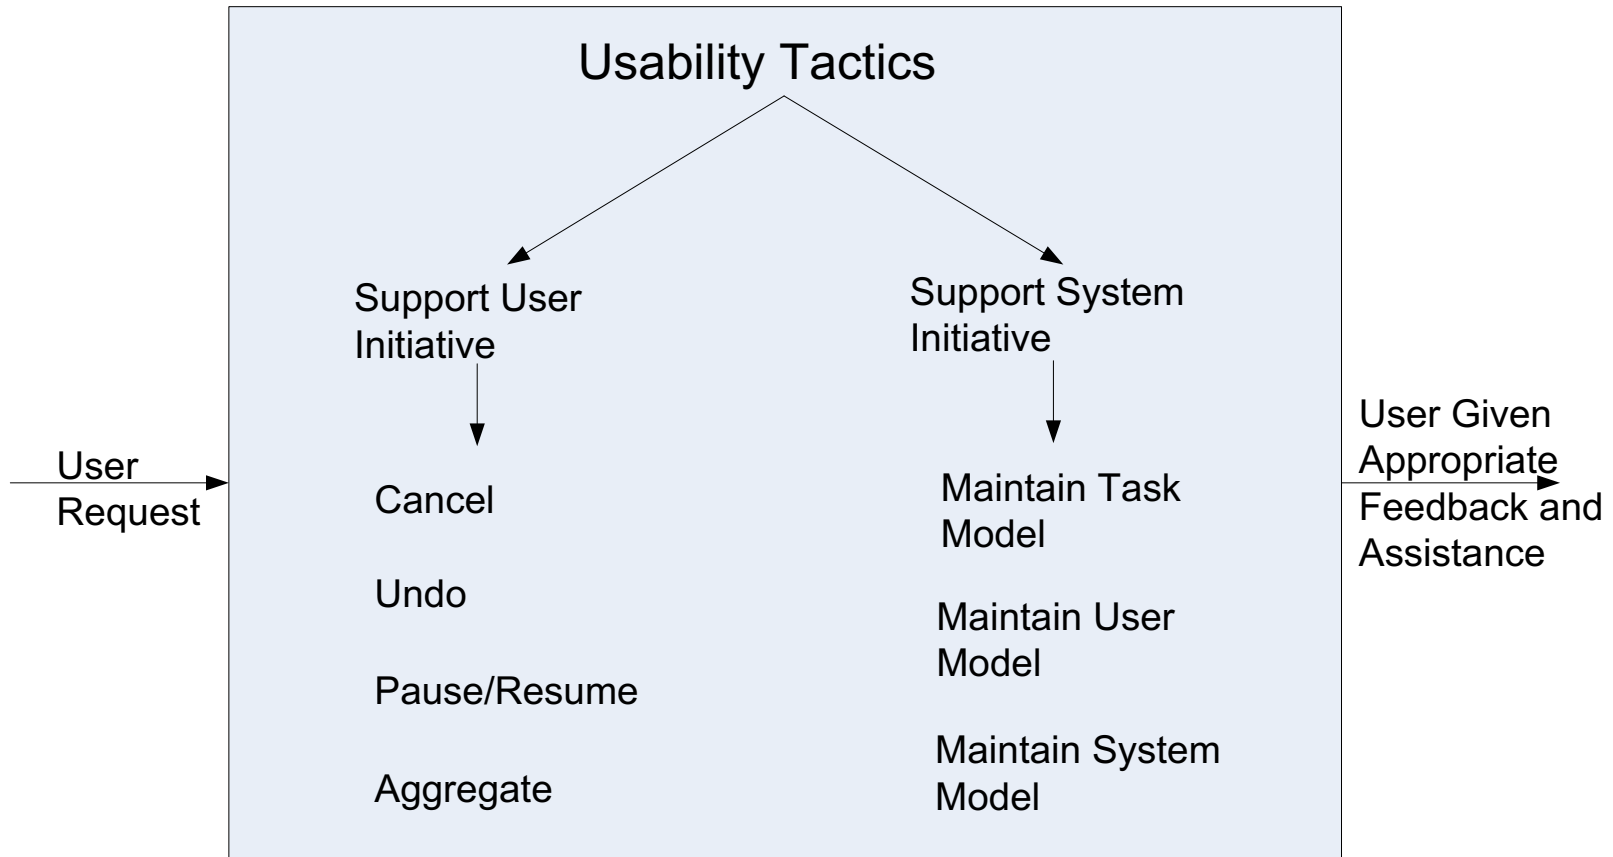 Usability Tactics
Support User
Initiative
Support System
Initiative
User
Request
Cancel
Undo
Pause/Resume
Aggregate
Maintain Task
Model
Maintain User
Model
Maintain System
Model
User Given
Appropriate
Feedback and
Assistance